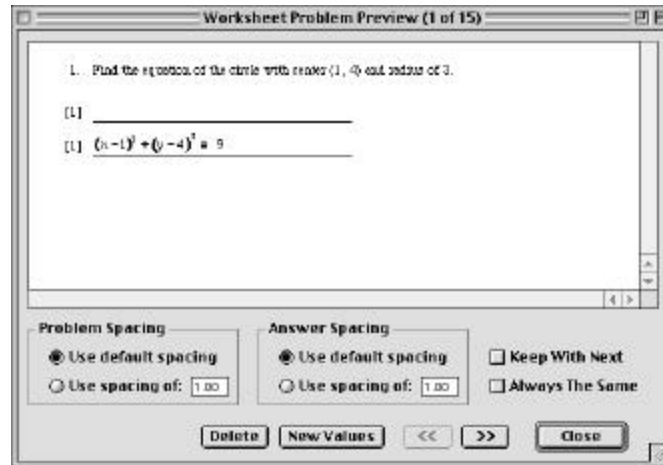 Worksheet Problem Preview (1 of 15)
1. Find the equation of the circle with center (1, 4) and radius of 3.
[1]
[1] (x-1)² + (y-4)² = 9
Problem Spacing Answer Spacing
Use default spacing Use default spacing Keep With Next
Use spacing of: 1.00 Use spacing of: 1.00 Always The Same
Delete New Values << >> Close